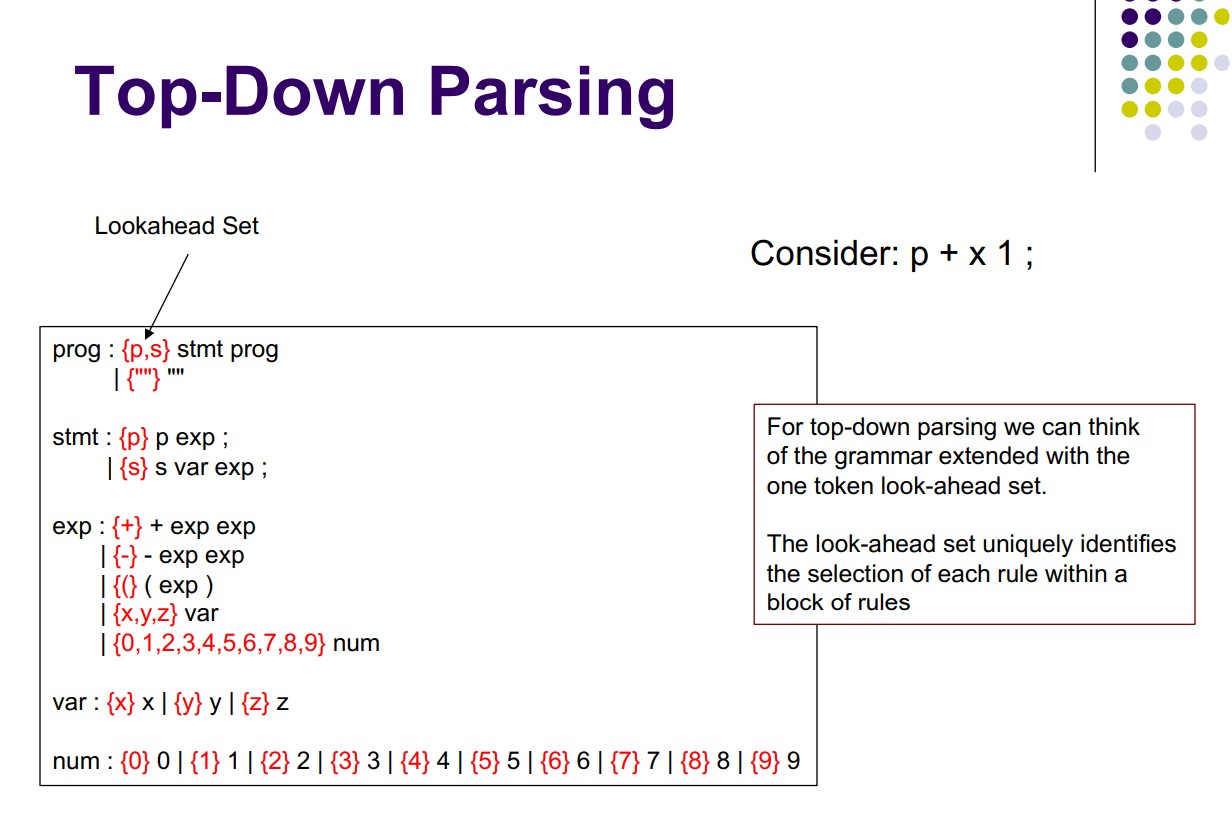 Top-Down Parsing
Lookahead Set
Consider: p + x 1 ;
prog : {p,s} stmt prog
| {""} ""
stmt : {p} p exp ;
| {s} s var exp ;
exp : {+} + exp exp
| {-} - exp exp
| {(} ( exp )
| {x,y,z} var
| {0,1,2,3,4,5,6,7,8,9} num
var : {x} x | {y} y | {z} z
num : {0} 0 | {1} 1 | {2} 2 | {3} 3 | {4} 4 | {5} 5 | {6} 6 | {7} 7 | {8} 8 | {9} 9
For top-down parsing we can think
of the grammar extended with the
one token look-ahead set.
The look-ahead set uniquely identifies
the selection of each rule within a
block of rules